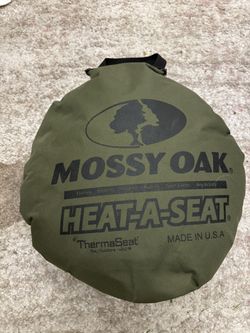 MOSSY OAK®
HEAT-A-SEAT®
"ThermaSeat"
MADE IN U.S.A